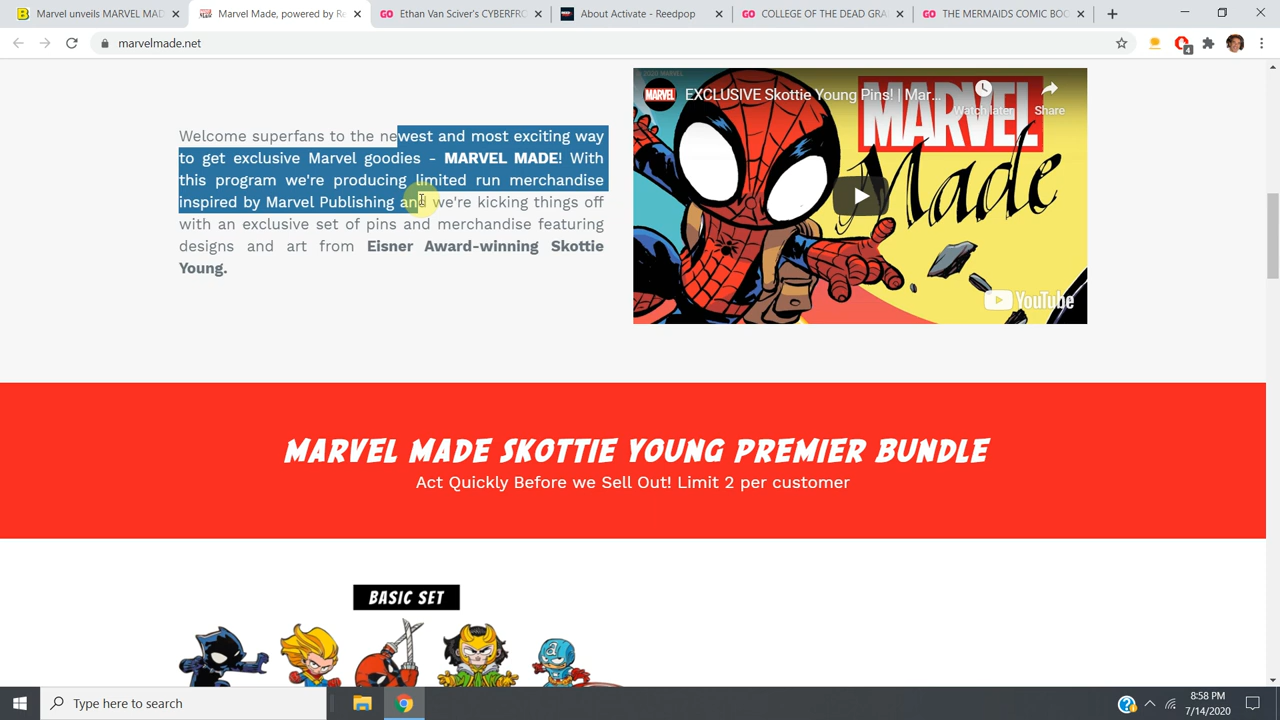 Marvel unveils MARVEL MAD
Marvel Made, powered by Re
GO Ethan Van Sciver's CYBERFRO
About Activate - Reedpop
GO COLLEGE OF THE DEAD GRA
GO THE MERMAIDS COMIC BOO
marvelmade.net
4
Welcome superfans to the newest and most exciting way
to get exclusive Marvel goodies - MARVEL MADE! With
this program we're producing limited run merchandise
inspired by Marvel Publishing and we're kicking things off
with an exclusive set of pins and merchandise featuring
designs and art from Eisner Award-winning Skottie
Young.
MARVEL
EXCLUSIVE Skottie Young Pins! | Mar...
Watch later
Share
MARVEL
Made
YouTube
MARVEL MADE SKOTTIE YOUNG PREMIER BUNDLE
Act Quickly Before we Sell Out! Limit 2 per customer
BASIC SET
Type here to search
8:58 PM
7/14/2020